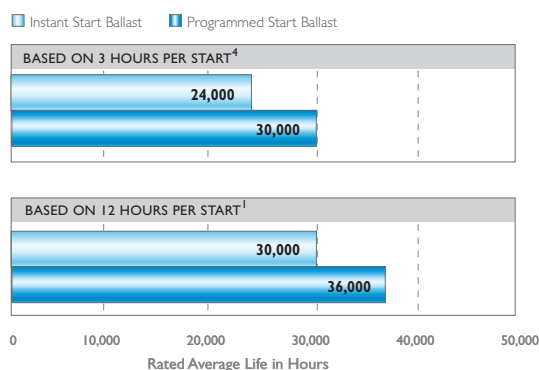 Instant Start Ballast Programmed Start Ballast
BASED ON 3 HOURS PER START4
24,000
30,000
BASED ON 12 HOURS PER START1
30,000
36,000
0 10,000 20,000 30,000 40,000 50,000
Rated Average Life in Hours